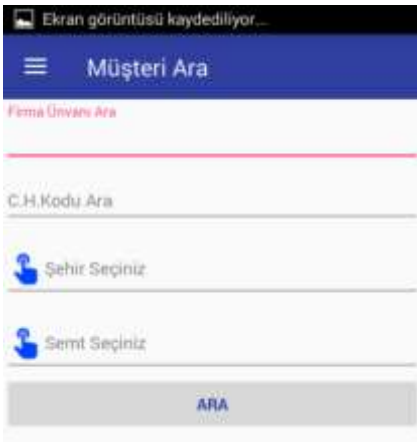 Ekran görüntüsü kaydediliyor...
Müşteri Ara
Firma Ünvanı Ara
C.H.Kodu Ara
Şehir Seçiniz
Semt Seçiniz
ARA